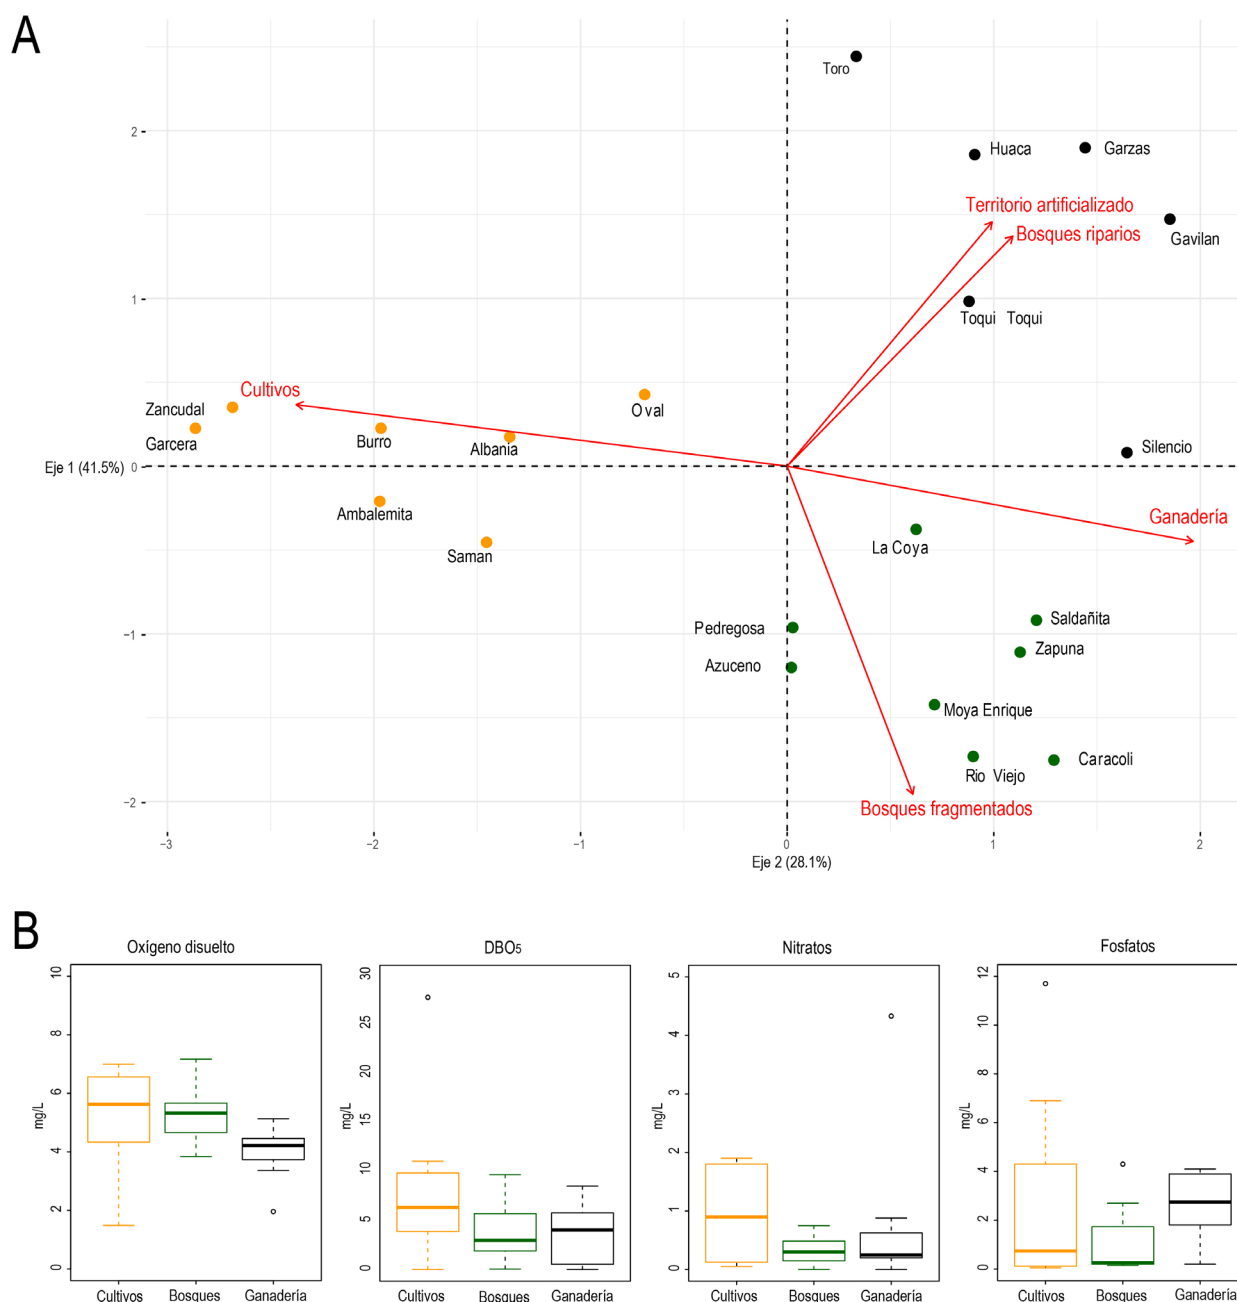 A
Toro
2
Huaca
Garzas
Territorio artificializado
Bosques riparios
Gavilan
1
Toqui Toqui
Cultivos
Zancudal
Garcera
Burro
Albania
Oval
Silencio
Eje 1 (41.5%)
0
Ambalemita
Saman
Ganadería
La Coya
Pedregosa
Saldañita
−1
Zapuna
Azuceno
Moya Enrique
Caracoli
Rio Viejo
−2
Bosques fragmentados
−3 −2 −1 0 1 2
Eje 2 (28.1%)
B
Oxígeno disuelto
mg/L
0 2 4 6 8 10
Cultivos Bosques Ganadería
DBO5
mg/L
0 5 10 15 20 25 30
Cultivos Bosques Ganadería
Nitratos
mg/L
0 1 2 3 4 5
Cultivos Bosques Ganadería
Fosfatos
mg/L
0 2 4 6 8 10 12
Cultivos Bosques Ganadería